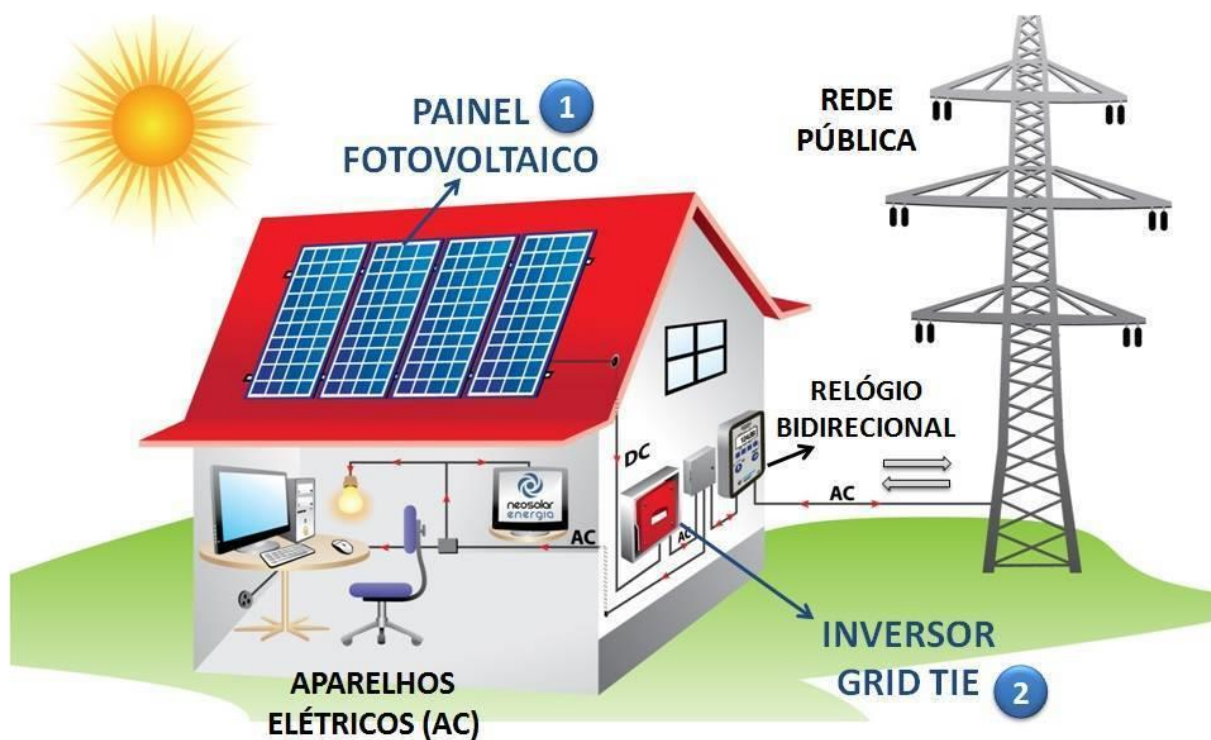 PAINEL 1
FOTOVOLTAICO
REDE
PÚBLICA
RELÓGIO
BIDIRECIONAL
DC
AC
AC
neosolar
energia
AC
INVERSOR
GRID TIE 2
APARELHOS
ELÉTRICOS (AC)